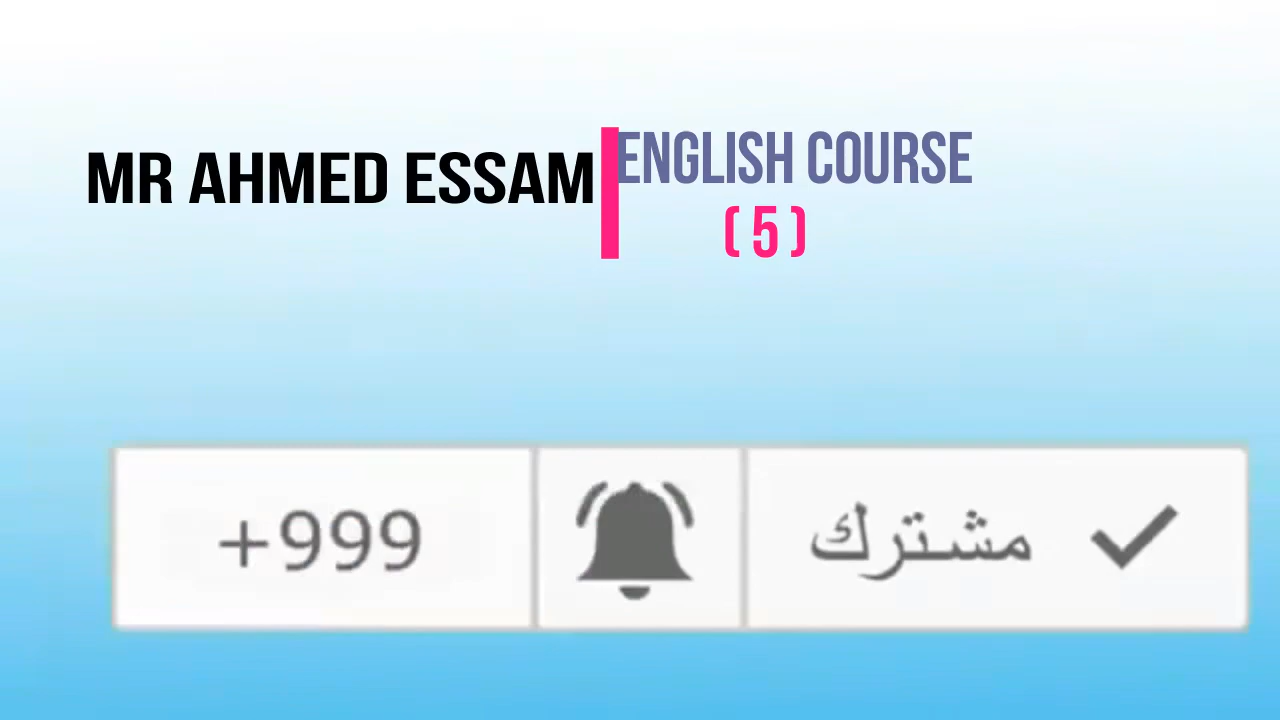 MR AHMED ESSAM
ENGLISH COURSE
( 5 )
+999
مشترك